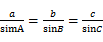 a/simA = b/sinB = c/sinC